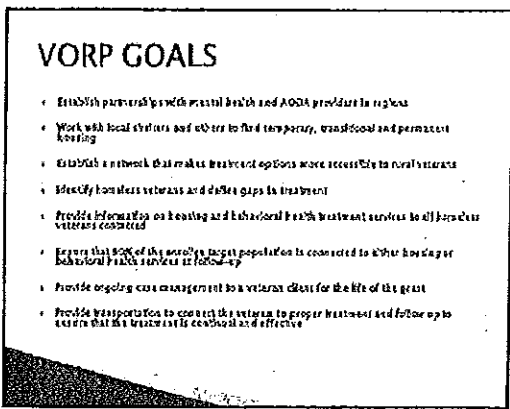 VORP GOALS
Establish partnerships with mental health and AODA providers in regions
Work with local shelters and others to find temporary, transitional and permanent
housing
Establish a network that makes treatment options more accessible to rural veterans
Identify homeless veterans and define gaps in treatment
Provide information on housing and behavioral health treatment services to all homeless
veterans contacted
Ensure that of the enrollee target population is connected to either housing or
behavioral health services at follow-up
Provide ongoing case management to a veteran client for the life of the grant
Provide transportation to connect the veteran to proper treatment and follow up to
ensure that the treatment is continual and effective